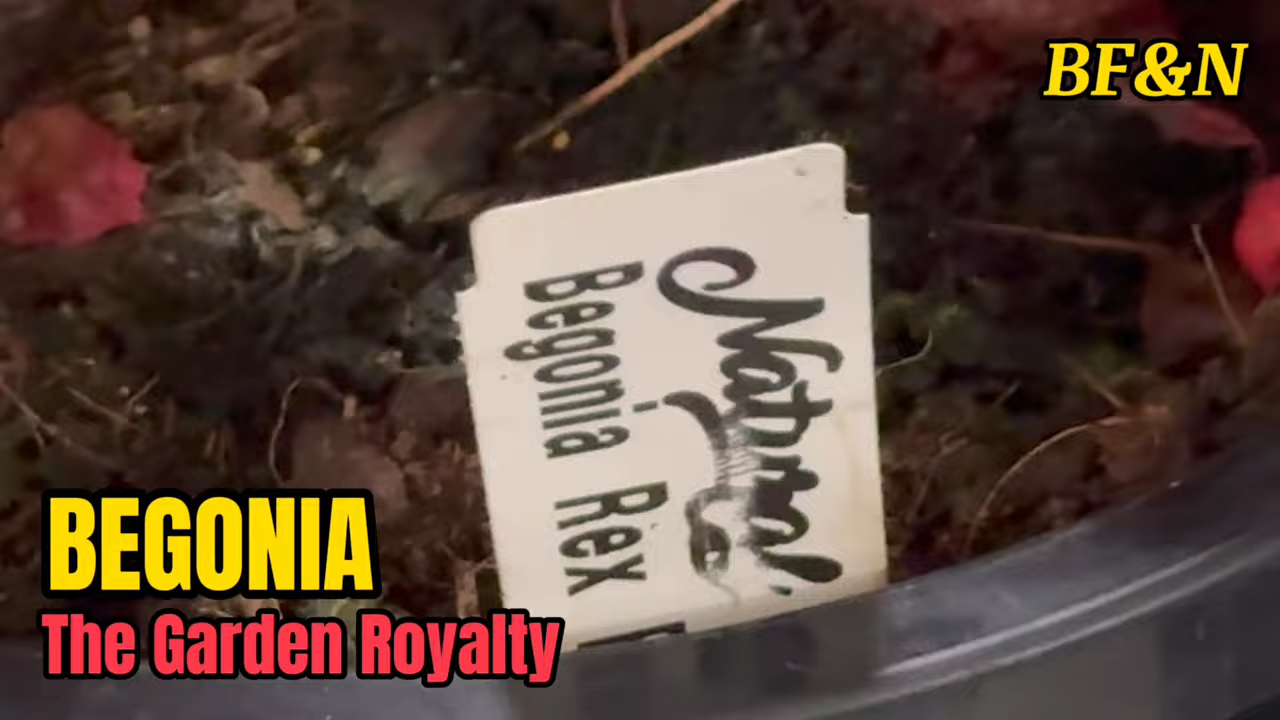 BF&N
Natural
Begonia Rex
BEGONIA
The Garden Royalty